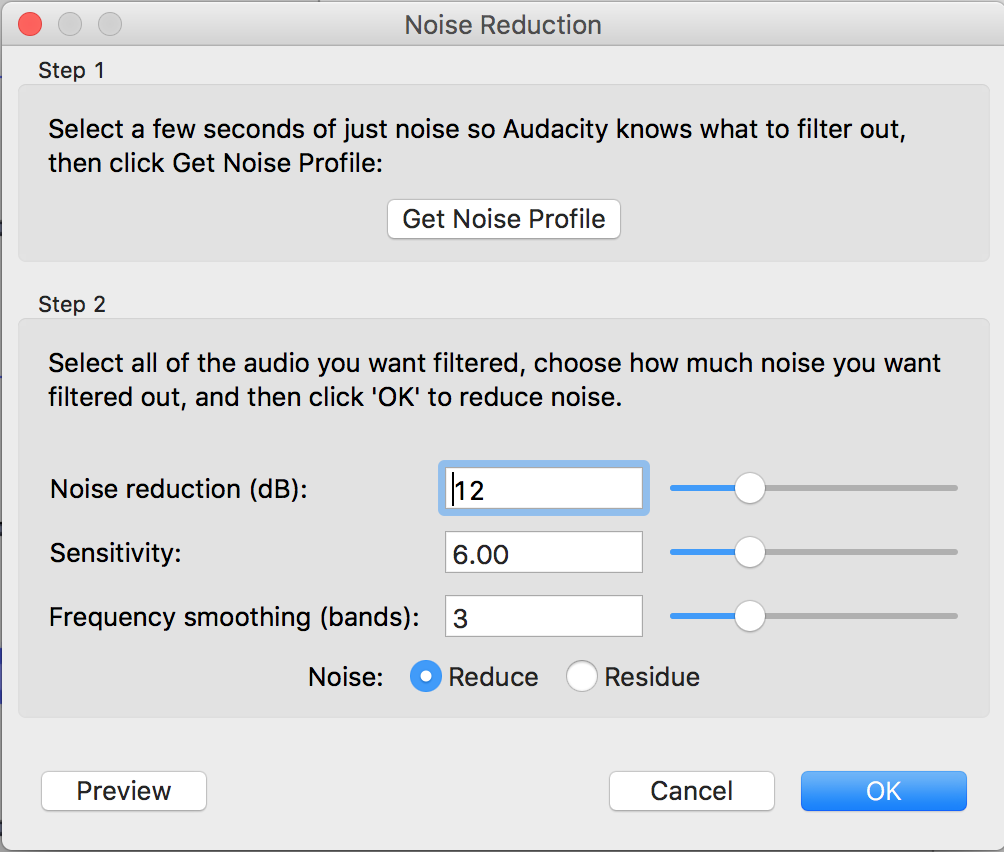 Noise Reduction
Step 1
Select a few seconds of just noise so Audacity knows what to filter out,
then click Get Noise Profile:
Get Noise Profile
Step 2
Select all of the audio you want filtered, choose how much noise you want
filtered out, and then click 'OK' to reduce noise.
Noise reduction (dB): 12
Sensitivity: 6.00
Frequency smoothing (bands): 3
Noise: Reduce Residue
Preview Cancel OK